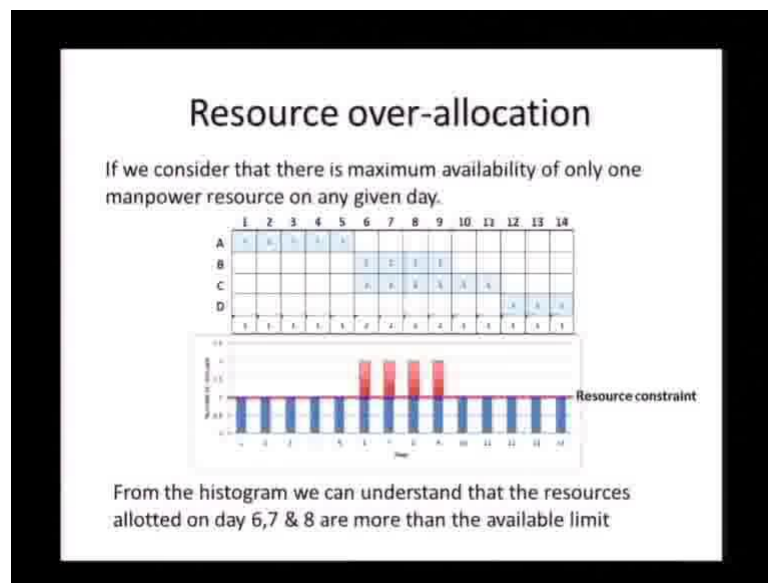 Resource over-allocation
If we consider that there is maximum availability of only one
manpower resource on any given day.
1 2 3 4 5 6 7 8 9 10 11 12 13 14
A
B
C
D
Resource constraint
From the histogram we can understand that the resources
allotted on day 6,7 & 8 are more than the available limit